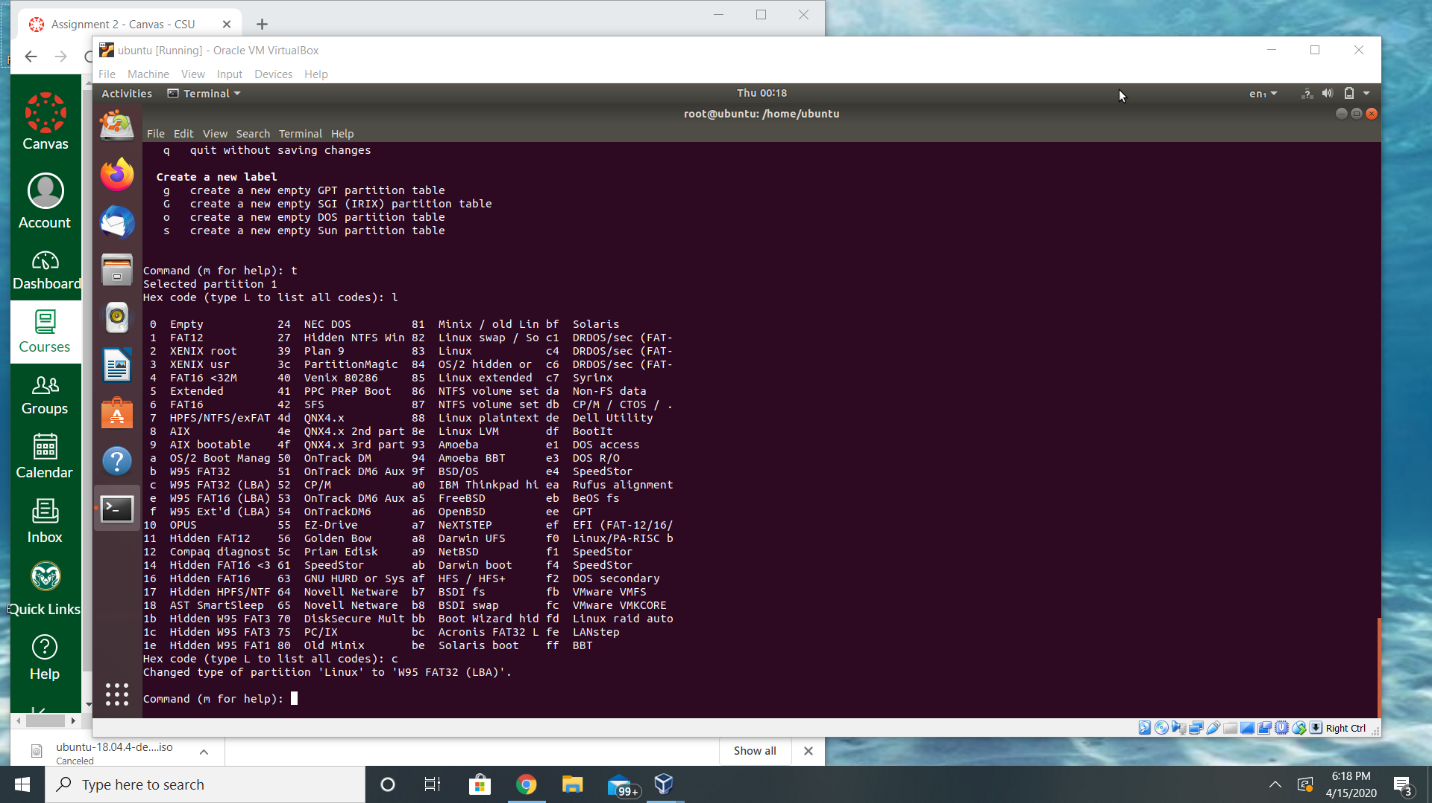 Assignment 2 - Canvas - CSU
ubuntu [Running] - Oracle VM VirtualBox
File Machine View Input Devices Help
Activities Terminal Thu 00:18 en1
root@ubuntu: /home/ubuntu
File Edit View Search Terminal Help
Canvas
Account
Dashboard
Courses
Groups
Calendar
Inbox
Quick Links
Help
q quit without saving changes
Create a new label
g create a new empty GPT partition table
G create a new empty SGI (IRIX) partition table
o create a new empty DOS partition table
s create a new empty Sun partition table
Command (m for help): t
Selected partition 1
Hex code (type L to list all codes): l
0 Empty 24 NEC DOS 81 Minix / old Lin bf Solaris
1 FAT12 27 Hidden NTFS Win 82 Linux swap / So c1 DRDOS/sec (FAT-
2 XENIX root 39 Plan 9 83 Linux c4 DRDOS/sec (FAT-
3 XENIX usr 3c PartitionMagic 84 OS/2 hidden or c6 DRDOS/sec (FAT-
4 FAT16 <32M 40 Venix 80286 85 Linux extended c7 Syrinx
5 Extended 41 PPC PReP Boot 86 NTFS volume set da Non-FS data
6 FAT16 42 SFS 87 NTFS volume set db CP/M / CTOS / .
7 HPFS/NTFS/exFAT 4d QNX4.x 88 Linux plaintext de Dell Utility
8 AIX 4e QNX4.x 2nd part 8e Linux LVM df BootIt
9 AIX bootable 4f QNX4.x 3rd part 93 Amoeba e1 DOS access
a OS/2 Boot Manag 50 OnTrack DM 94 Amoeba BBT e3 DOS R/O
b W95 FAT32 51 OnTrack DM6 Aux 9f BSD/OS e4 SpeedStor
c W95 FAT32 (LBA) 52 CP/M a0 IBM Thinkpad hi ea Rufus alignment
e W95 FAT16 (LBA) 53 OnTrack DM6 Aux a5 FreeBSD eb BeOS fs
f W95 Ext'd (LBA) 54 OnTrackDM6 a6 OpenBSD ee GPT
10 OPUS 55 EZ-Drive a7 NeXTSTEP ef EFI (FAT-12/16/
11 Hidden FAT12 56 Golden Bow a8 Darwin UFS f0 Linux/PA-RISC b
12 Compaq diagnost 5c Priam Edisk a9 NetBSD f1 SpeedStor
14 Hidden FAT16 <3 61 SpeedStor ab Darwin boot f4 SpeedStor
16 Hidden FAT16 63 GNU HURD or Sys af HFS / HFS+ f2 DOS secondary
17 Hidden HPFS/NTF 64 Novell Netware b7 BSDI fs fb VMware VMFS
18 AST SmartSleep 65 Novell Netware b8 BSDI swap fc VMware VMKCORE
1b Hidden W95 FAT3 70 DiskSecure Mult bb Boot Wizard hid fd Linux raid auto
1c Hidden W95 FAT3 75 PC/IX bc Acronis FAT32 L fe LANstep
1e Hidden W95 FAT1 80 Old Minix be Solaris boot ff BBT
Hex code (type L to list all codes): c
Changed type of partition 'Linux' to 'W95 FAT32 (LBA)'.
Command (m for help):
Right Ctrl
ubuntu-18.04.4-de....iso
Canceled
Show all
Type here to search
99+
6:18 PM
4/15/2020
3